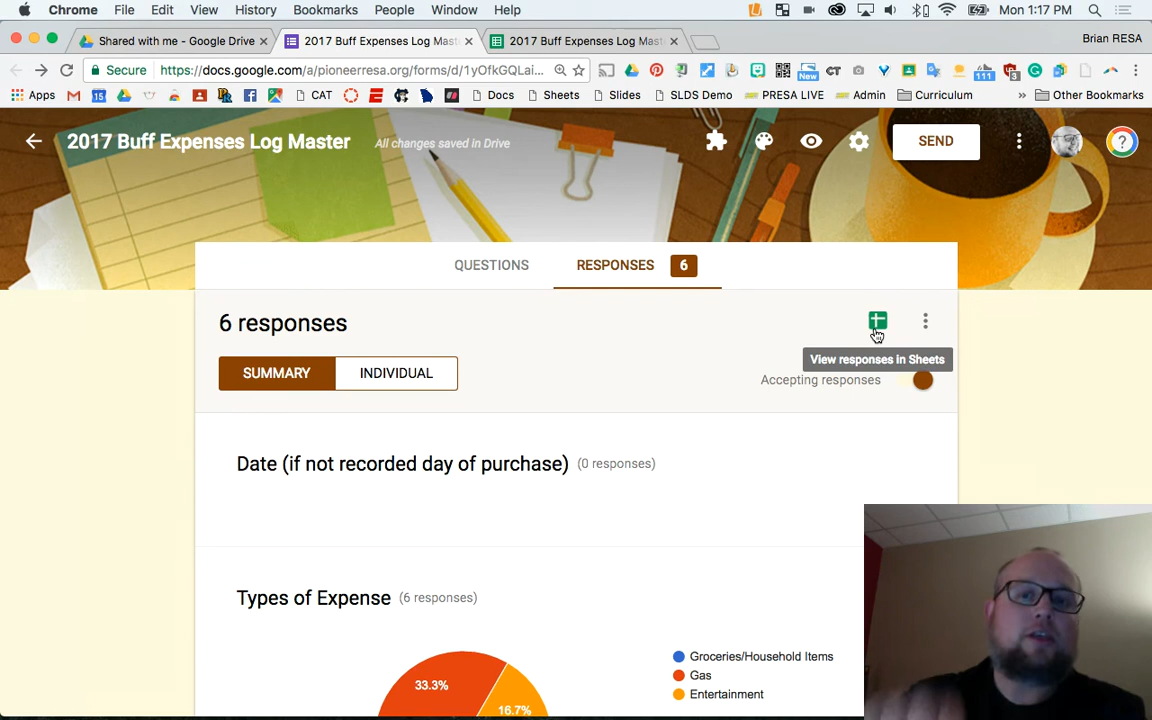 Chrome File Edit View History Bookmarks People Window Help Mon 1:17 PM
Shared with me - Google Drive 2017 Buff Expenses Log Mast 2017 Buff Expenses Log Mast Brian RESA
Secure https://docs.google.com/a/pioneerresa.org/forms/d/1yOfkGQLai... New 111 3
Apps 15 CAT Docs Sheets Slides SLDS Demo PRESA LIVE Admin Curriculum » Other Bookmarks
2017 Buff Expenses Log Master All changes saved in Drive SEND ?
QUESTIONS RESPONSES 6
6 responses
View responses in Sheets
SUMMARY INDIVIDUAL Accepting responses
Date (if not recorded day of purchase) (0 responses)
Types of Expense (6 responses)
Groceries/Household Items
33.3% Gas
Entertainment
16.7%